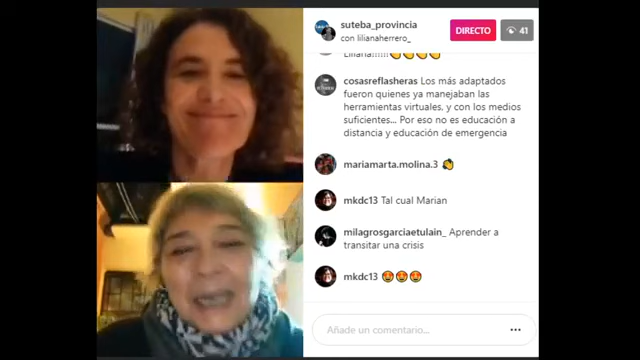 suteba_provincia
con lilianaherrero_
DIRECTO
41
Liliana!!!!!!
cosasreflasheras Los más adaptados
fueron quienes ya manejaban las
herramientas virtuales, y con los medios
suficientes... Por eso no es educación a
distancia y educación de emergencia
mariamarta.molina.3
mkdc13 Tal cual Marian
milagrosgarciaetulain_ Aprender a
transitar una crisis
mkdc13
Añade un comentario...